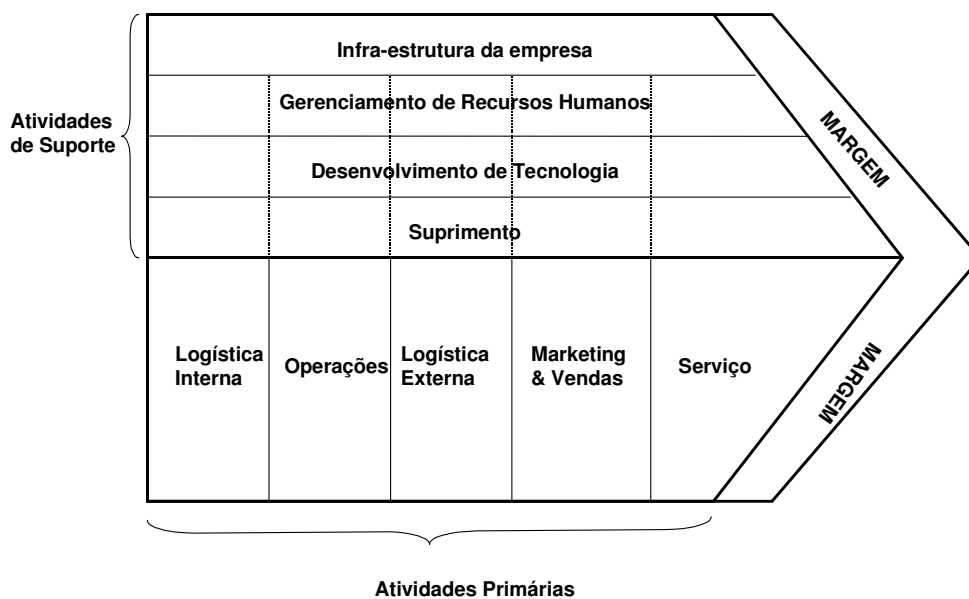 Infra-estrutura da empresa
Gerenciamento de Recursos Humanos
Atividades
de Suporte
Desenvolvimento de Tecnologia
Suprimento
MARGEM
Logística
Interna
Operações
Logística
Externa
Marketing
& Vendas
Serviço
MARGEM
Atividades Primárias